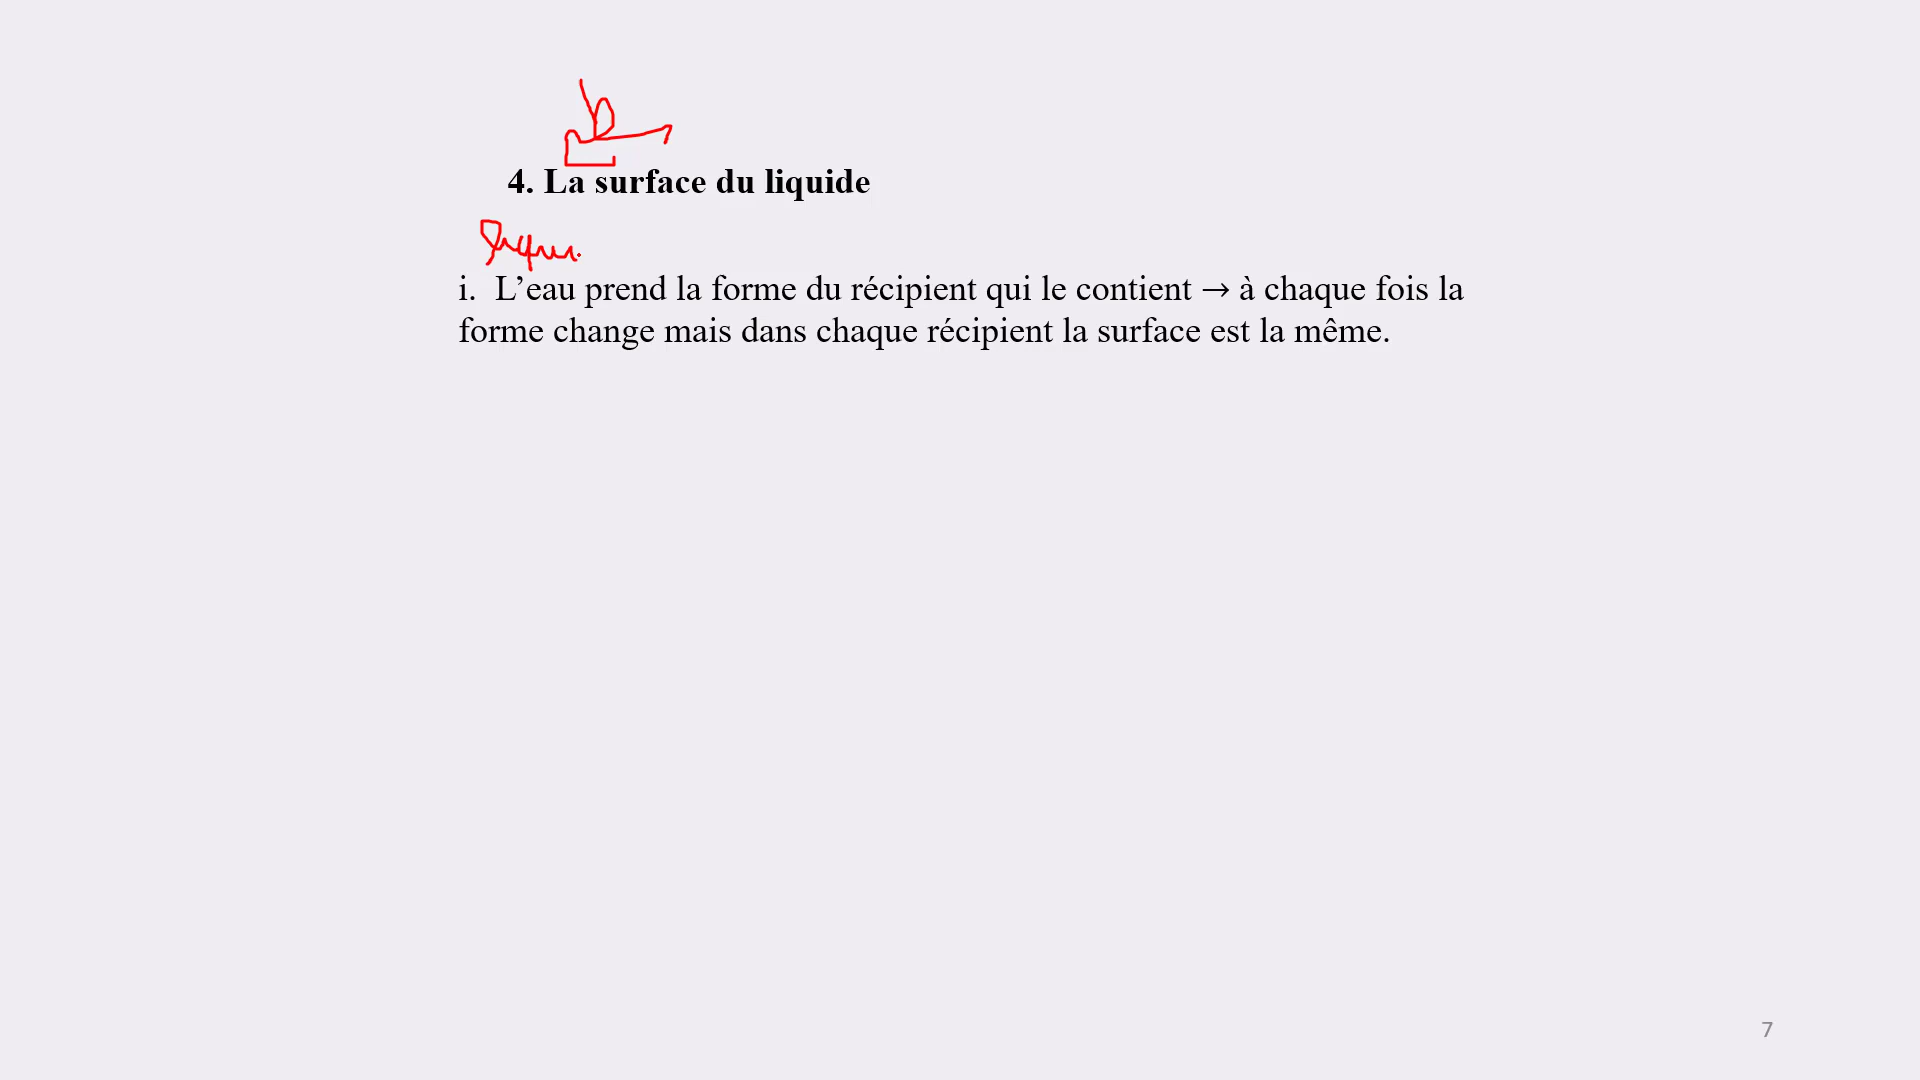 4. La surface du liquide
i. L’eau prend la forme du récipient qui le contient → à chaque fois la
forme change mais dans chaque récipient la surface est la même.
7